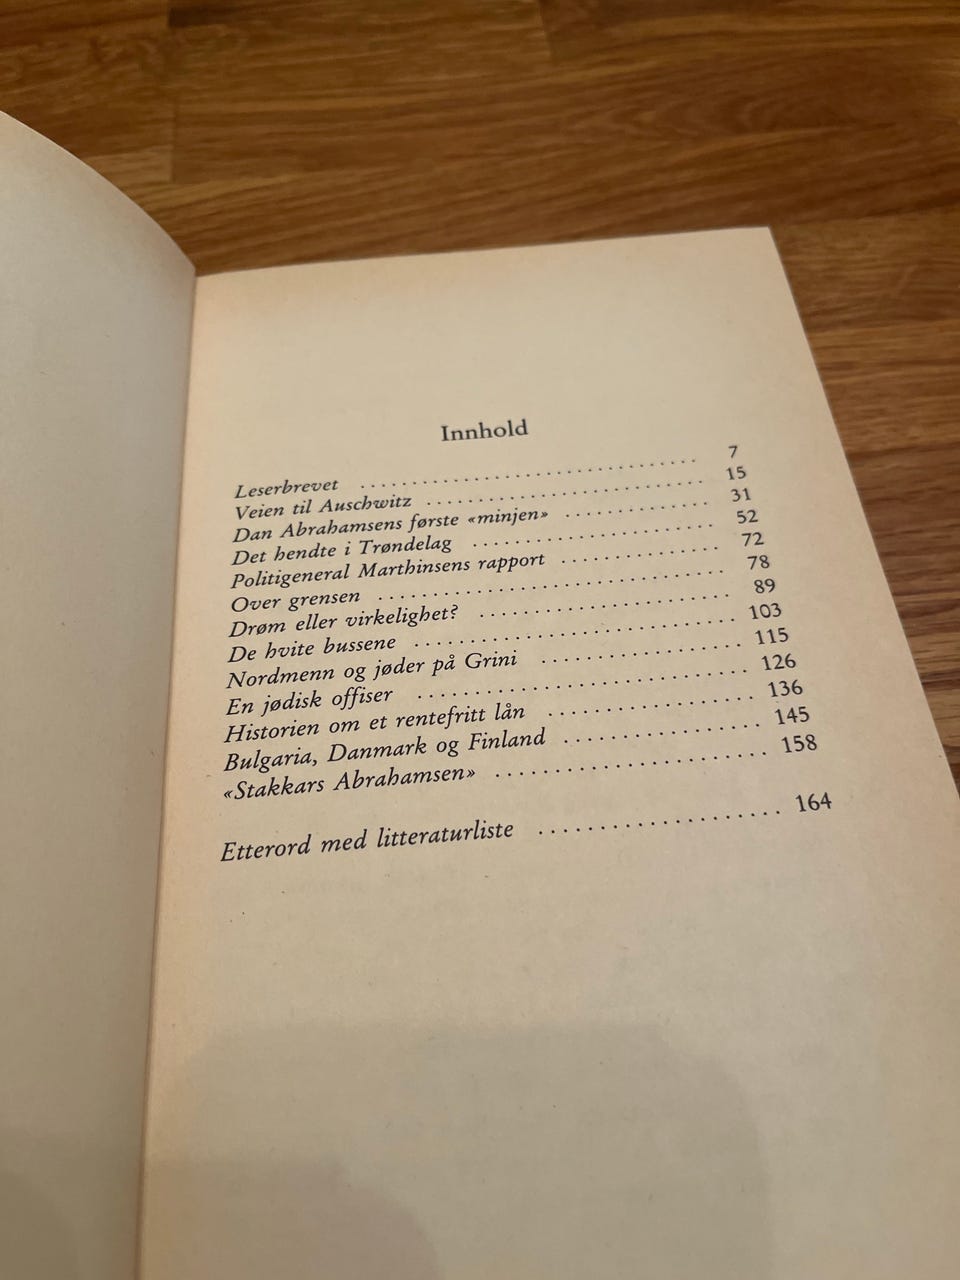 Innhold
Leserbrevet ........................... 7
Veien til Auschwitz ........................ 15
Dan Abrahamsens første «minjen» ............ 31
Det hendte i Trøndelag .................... 52
Politigeneral Marthinsens rapport ............. 72
Over grensen ........................... 78
Drøm eller virkelighet? .................... 89
De hvite bussene ......................... 103
Nordmenn og jøder på Grini ................ 115
En jødisk offiser ......................... 126
Historien om et rentefritt lån ................ 136
Bulgaria, Danmark og Finland ................ 145
«Stakkars Abrahamsen» ..................... 158
Etterord med litteraturliste ................... 164